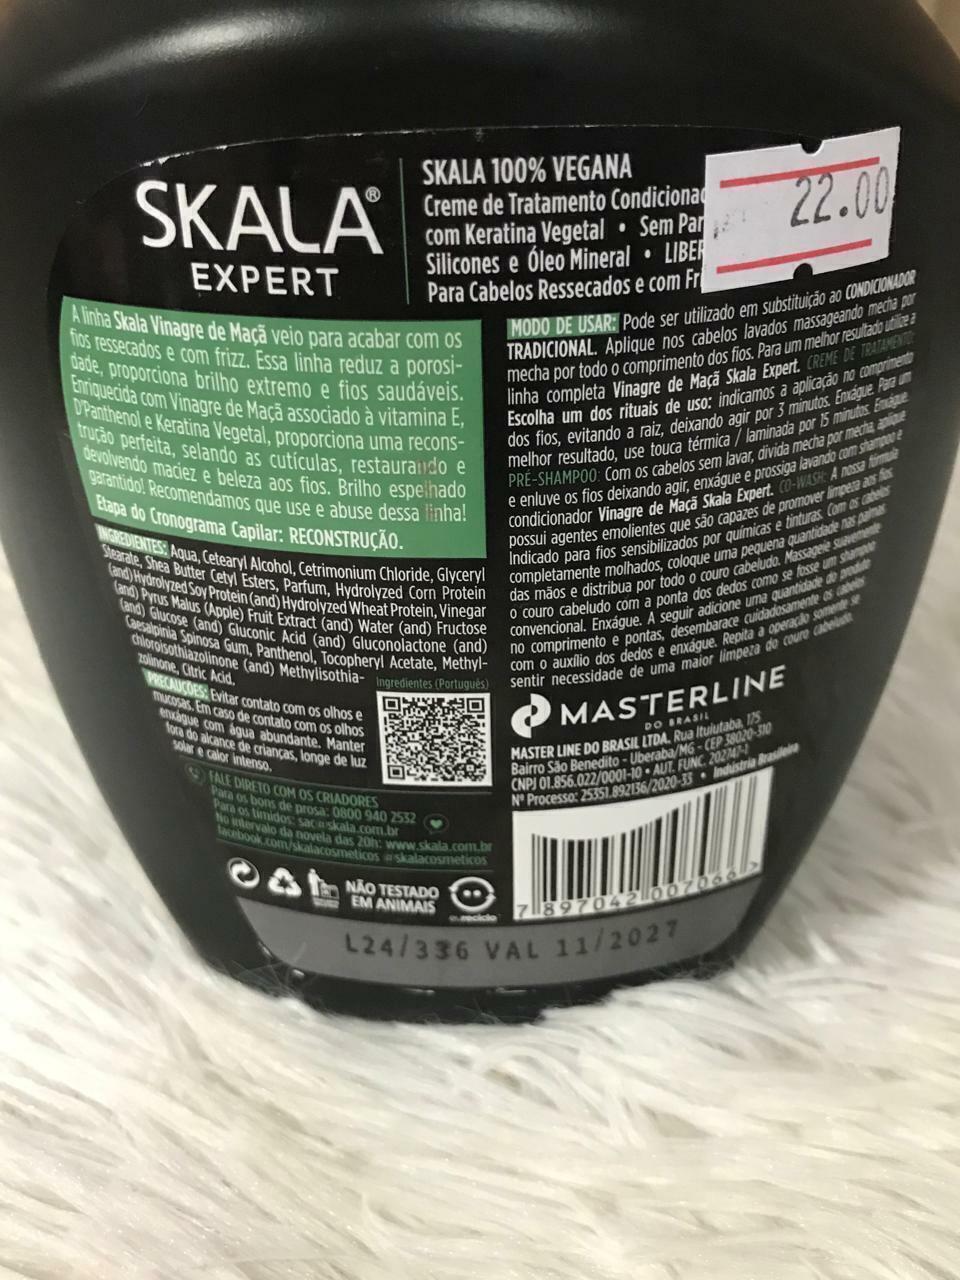 SKALA®
EXPERT
SKALA 100% VEGANA
Creme de Tratamento Condicionad
com Keratina Vegetal • Sem Par
Silicones e Óleo Mineral • LIBER
Para Cabelos Ressecados e com Fri
22.00
A linha Skala Vinagre de Maçã veio para acabar com os
fios ressecados e com frizz. Essa linha reduz a porosi-
dade, proporciona brilho extremo e fios saudáveis.
Enriquecida com Vinagre de Maçã associado à vitamina E,
D'Panthenol e Keratina Vegetal, proporciona uma recons-
trução perfeita, selando as cutículas, restaurando e
devolvendo maciez e beleza aos fios. Brilho espelhado
garantido! Recomendamos que use e abuse dessa linha!
Etapa do Cronograma Capilar: RECONSTRUÇÃO.
INGREDIENTES: Aqua, Cetearyl Alcohol, Cetrimonium Chloride, Glyceryl
Stearate, Shea Butter Cetyl Esters, Parfum, Hydrolyzed Corn Protein
(and) Hydrolyzed Soy Protein (and) Hydrolyzed Wheat Protein, Vinegar
(and) Pyrus Malus (Apple) Fruit Extract (and) Water (and) Fructose
(and) Glucose (and) Gluconic Acid (and) Gluconolactone (and)
Caesalpinia Spinosa Gum, Panthenol, Tocopheryl Acetate, Methyl-
chloroisothiazolinone (and) Methylisothia-
zolinone, Citric Acid.
Ingredientes (Português)
PRECAUÇÕES: Evitar contato com os olhos e
mucosas. Em caso de contato com os olhos
enxágue com água abundante. Manter
fora do alcance de crianças, longe de luz
solar e calor intenso.
FALE DIRETO COM OS CRIADORES
Para os bons de prosa: 0800 940 2532
Para os tímidos: sac@skala.com.br
No intervalo da novela das 20h: www.skala.com.br
facebook.com/skalacosmeticos @skalacosmeticos
NÃO TESTADO
EM ANIMAIS
eureciclo
MODO DE USAR: Pode ser utilizado em substituição ao CONDICIONADOR
TRADICIONAL. Aplique nos cabelos lavados massageando mecha por
mecha por todo o comprimento dos fios. Para um melhor resultado utilize a
linha completa Vinagre de Maçã Skala Expert. CREME DE TRATAMENTO:
Escolha um dos rituais de uso: indicamos a aplicação no comprimento
dos fios, evitando a raiz, deixando agir por 3 minutos. Enxágue. Para um
melhor resultado, use touca térmica / laminada por 15 minutos. Enxágue.
PRÉ-SHAMPOO: Com os cabelos sem lavar, divida mecha por mecha, aplique
e enluve os fios deixando agir, enxágue e prossiga lavando com shampoo e
condicionador Vinagre de Maçã Skala Expert. CO-WASH: A nossa fórmula
possui agentes emolientes que são capazes de promover limpeza aos fios.
Indicado para fios sensibilizados por químicas e tinturas. Com os cabelos
completamente molhados, coloque uma pequena quantidade nas palmas
das mãos e distribua por todo o couro cabeludo. Massageie suavemente
o couro cabeludo com a ponta dos dedos como se fosse um shampoo
convencional. Enxágue. A seguir adicione uma quantidade do produto
no comprimento e pontas, desembarace cuidadosamente os cabelos
com o auxílio dos dedos e enxágue. Repita a operação somente se
sentir necessidade de uma maior limpeza do couro cabeludo.
MASTERLINE
DO BRASIL
MASTER LINE DO BRASIL LTDA. Rua Ituiutaba, 175
Bairro São Benedito - Uberaba/MG - CEP 38020-310
CNPJ 01.856.022/0001-10 • AUT. FUNC. 202747-1
Nº Processo: 25351.892136/2020-33 • Indústria Brasileira
7 897042 007066 >
L24/336 VAL 11/2027